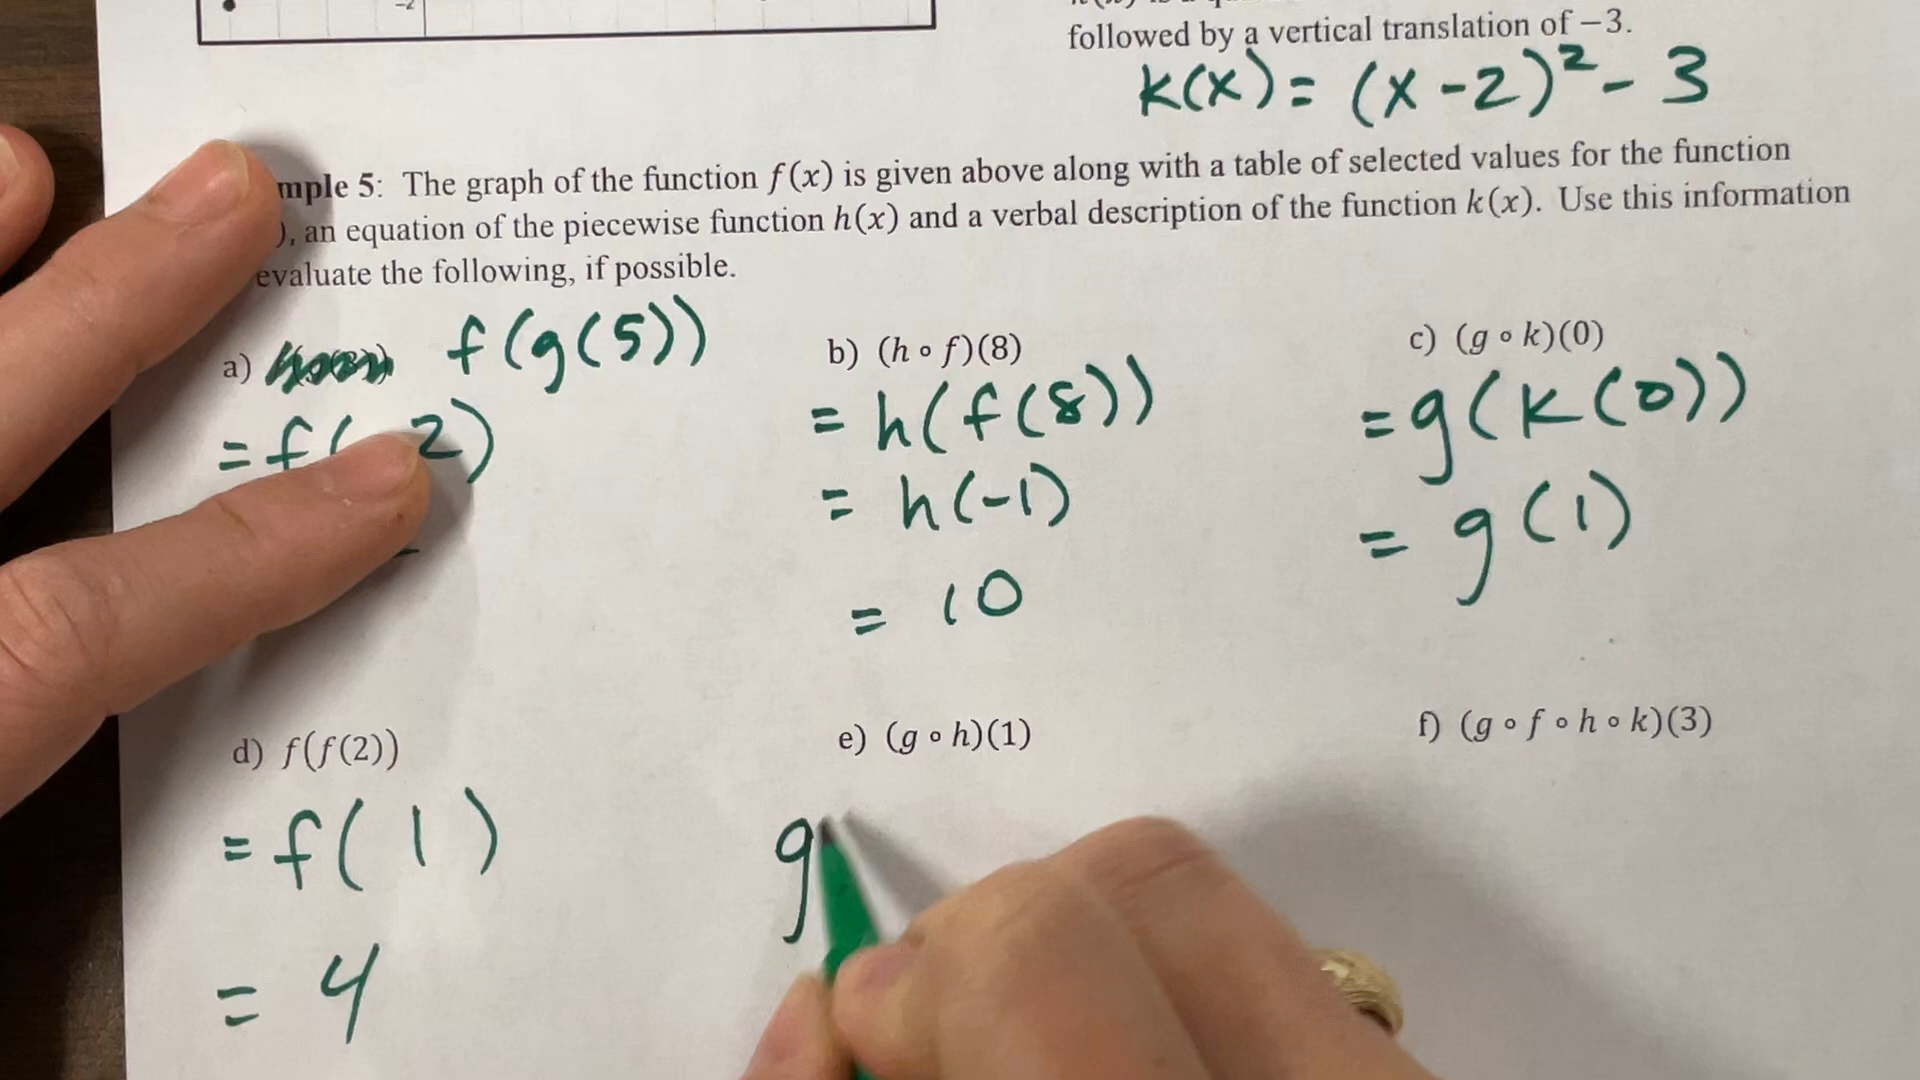 -2
followed by a vertical translation of −3.
k(x) = (x - 2)² - 3
mple 5: The graph of the function f(x) is given above along with a table of selected values for the function
), an equation of the piecewise function h(x) and a verbal description of the function k(x). Use this information
evaluate the following, if possible.
a) f(g(5))
= f( 2)
b) (h ∘ f)(8)
= h(f(8))
= h(-1)
= 10
c) (g ∘ k)(0)
= g(k(0))
= g(1)
d) f(f(2))
= f(1)
= 4
e) (g ∘ h)(1)
g
f) (g ∘ f ∘ h ∘ k)(3)